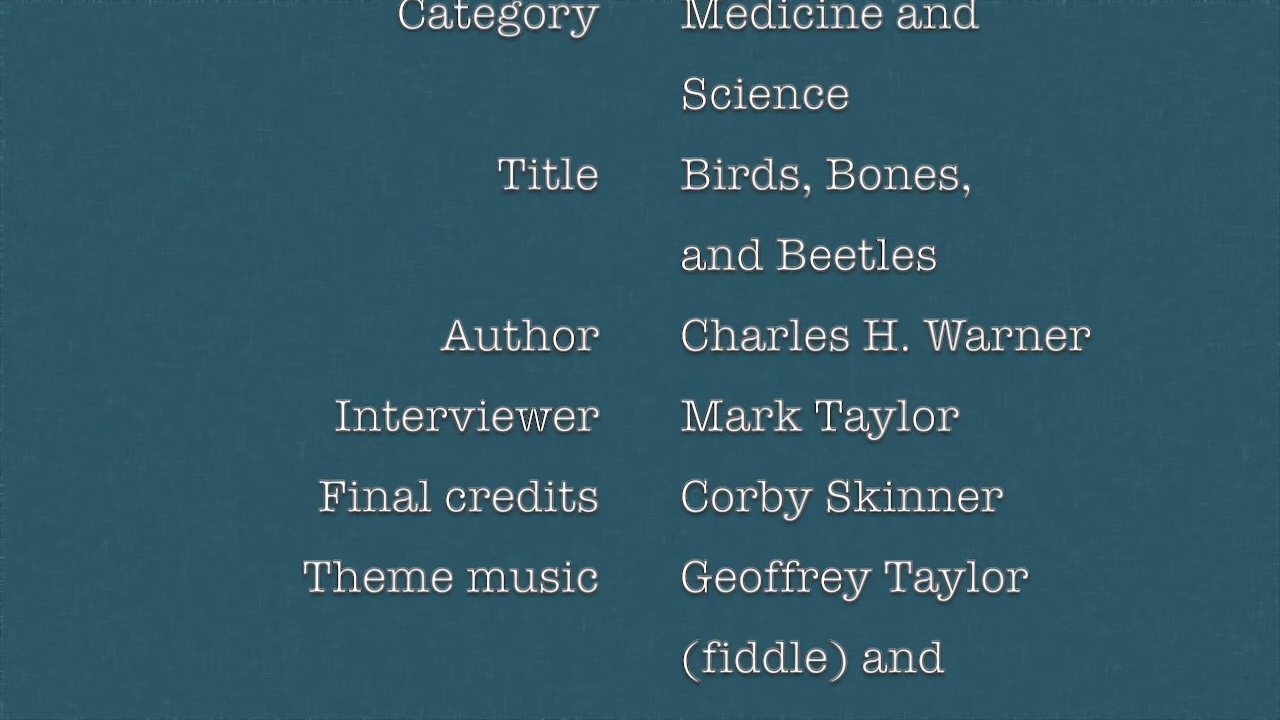 Category Medicine and
Science
Title Birds, Bones,
and Beetles
Author Charles H. Warner
Interviewer Mark Taylor
Final credits Corby Skinner
Theme music Geoffrey Taylor
(fiddle) and